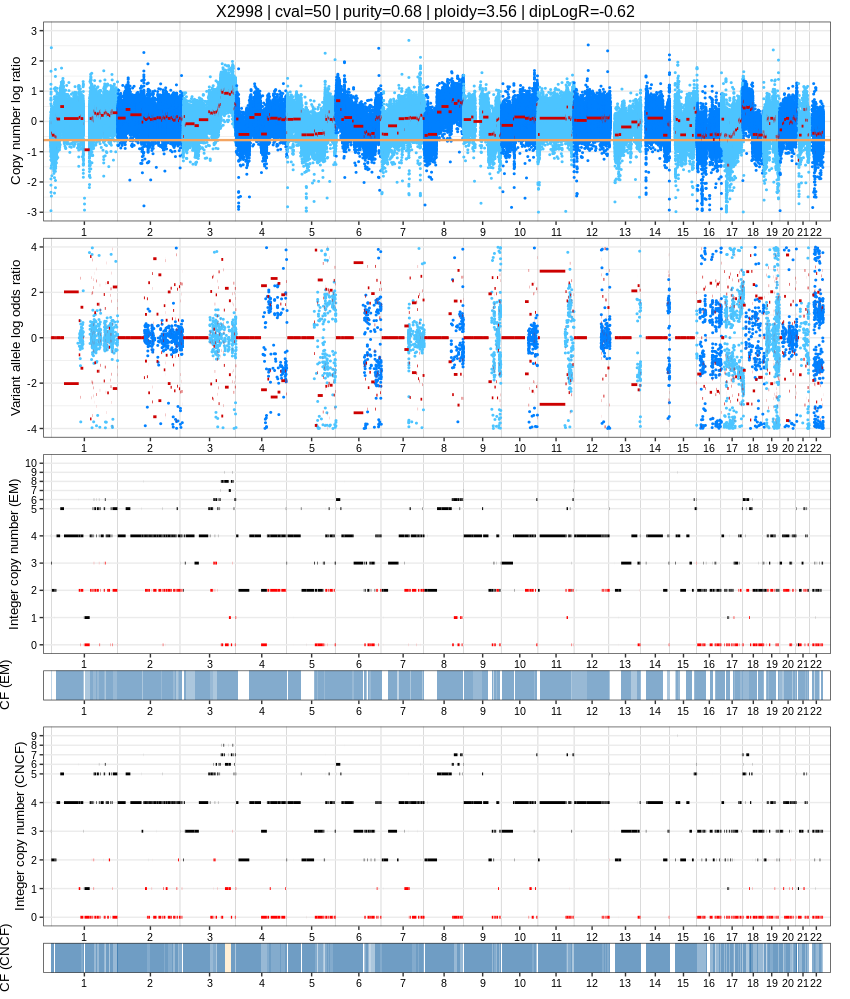 X2998 | cval=50 | purity=0.68 | ploidy=3.56 | dipLogR=-0.62
Copy number log ratio
3
2
1
0
-1
-2
-3
1 2 3 4 5 6 7 8 9 10 11 12 13 14 15 16 17 18 19 20 21 22
Variant allele log odds ratio
4
2
0
-2
-4
1 2 3 4 5 6 7 8 9 10 11 12 13 14 15 16 17 18 19 20 21 22
Integer copy number (EM)
10
9
8
7
6
5
4
3
2
1
0
1 2 3 4 5 6 7 8 9 10 11 12 13 14 15 16 17 18 19 20 21 22
CF (EM)
1 2 3 4 5 6 7 8 9 10 11 12 13 14 15 16 17 18 19 20 21 22
Integer copy number (CNCF)
9
8
7
6
5
4
3
2
1
0
1 2 3 4 5 6 7 8 9 10 11 12 13 14 15 16 17 18 19 20 21 22
CF (CNCF)
1 2 3 4 5 6 7 8 9 10 11 12 13 14 15 16 17 18 19 20 21 22